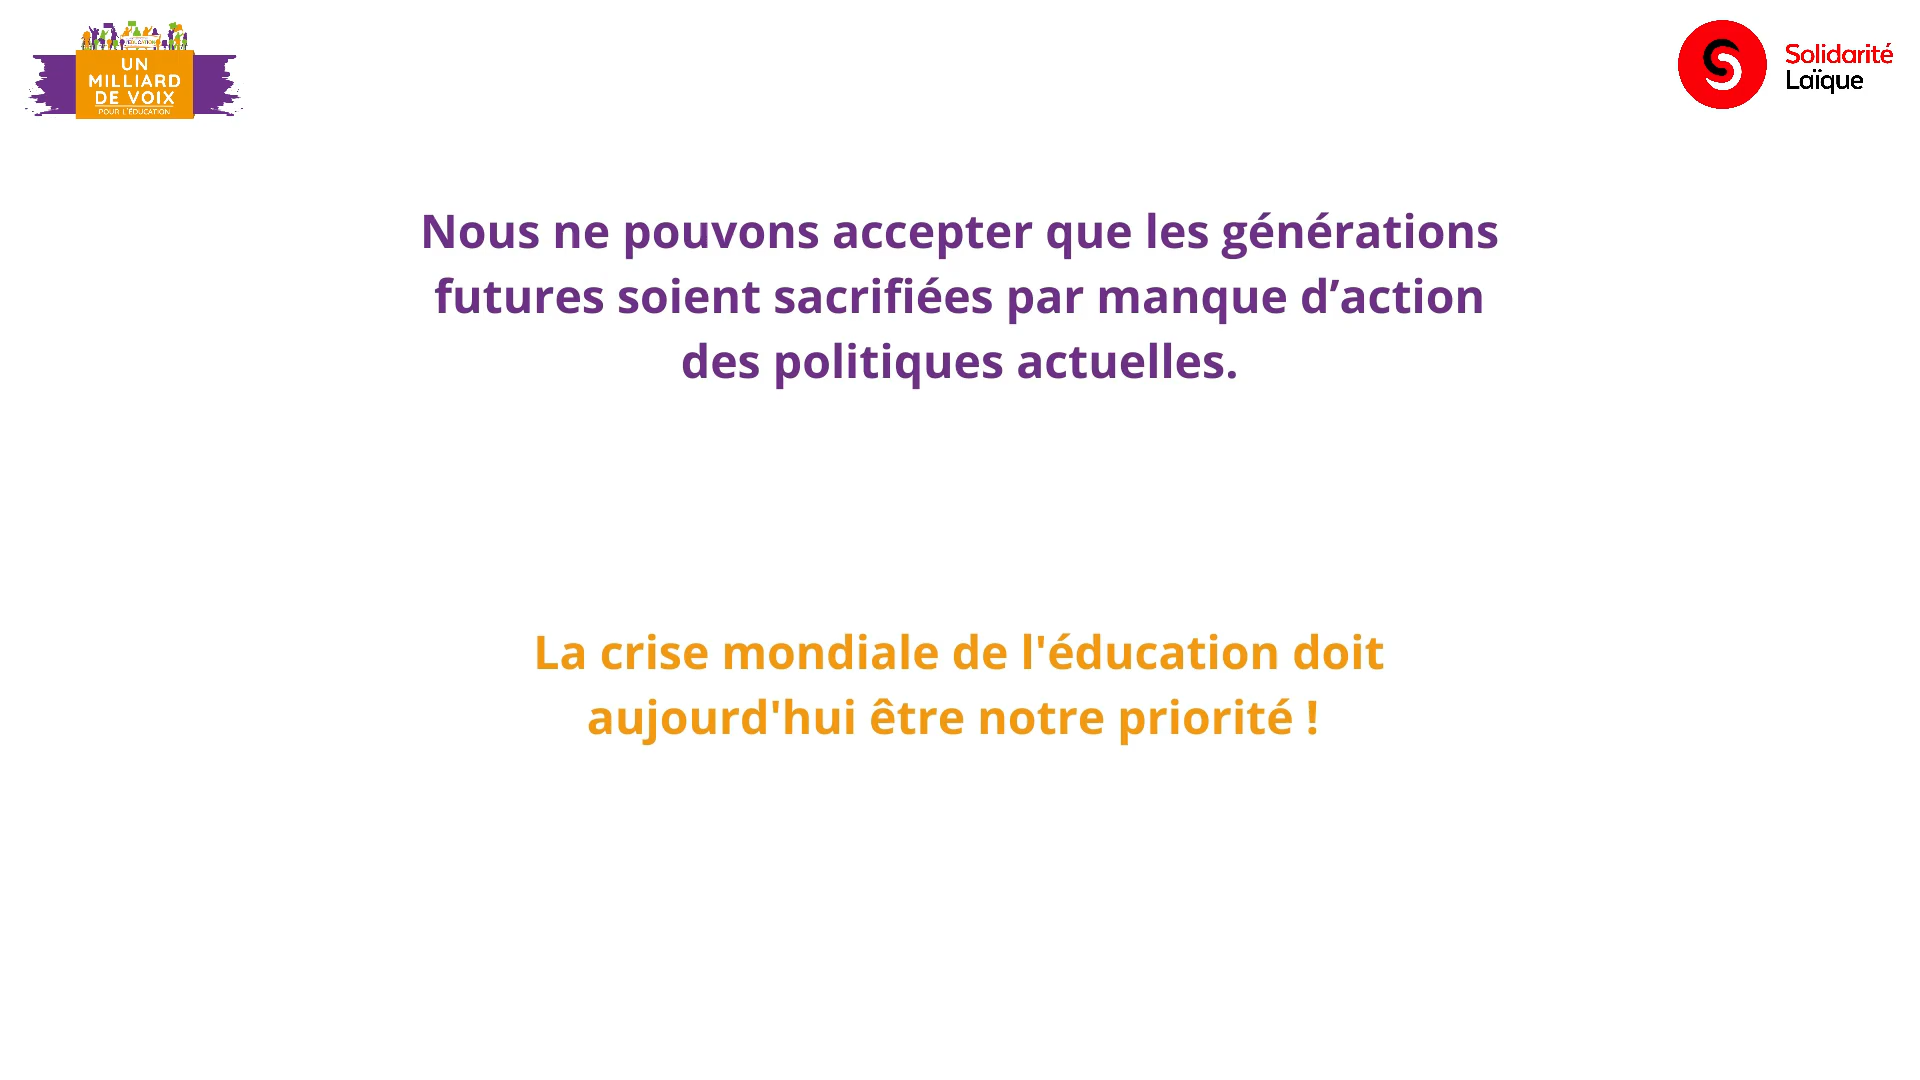 ÉDUCATION
UN
MILLIARD
DE VOIX
POUR L'ÉDUCATION
Solidarité
Laïque
Nous ne pouvons accepter que les générations
futures soient sacrifiées par manque d’action
des politiques actuelles.
La crise mondiale de l'éducation doit
aujourd'hui être notre priorité !